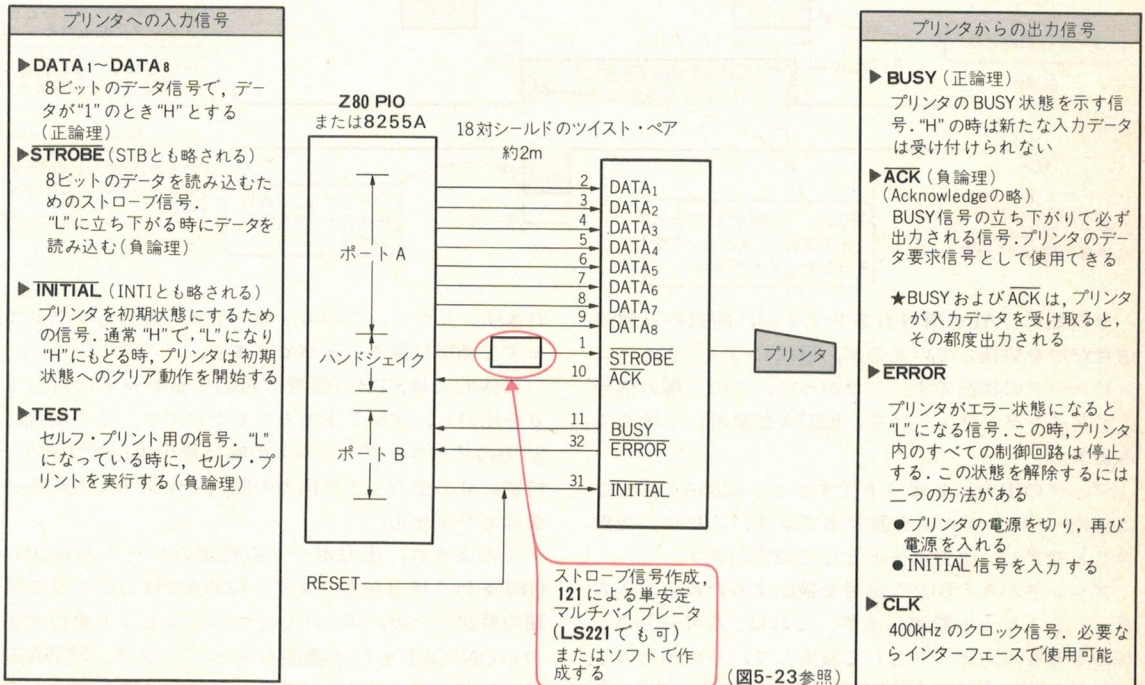 プリンタへの入力信号
▶DATA₁〜DATA₈
8ビットのデータ信号で，デー
タが“1”のとき“H”とする
(正論理)
▶STROBE(STBとも略される)
8ビットのデータを読み込むた
めのストローブ信号．
“L”に立ち下がる時にデータを
読み込む(負論理)
▶INITIAL (INTIとも略される)
プリンタを初期状態にするため
の信号．通常“H”で，“L”になり
“H”にもどる時，プリンタは初期
状態へのクリア動作を開始する
▶TEST
セルフ・プリント用の信号．“L”
になっている時に，セルフ・プ
リントを実行する(負論理)
Z80 PIO
または8255A
18対シールドのツイスト・ペア
約2m
ポートA
ハンドシェイク
ポートB
RESET
2 DATA₁
3 DATA₂
4 DATA₃
5 DATA₄
6 DATA₅
7 DATA₆
8 DATA₇
9 DATA₈
1 STROBE
10 ACK
11 BUSY
32 ERROR
31 INITIAL
プリンタ
ストローブ信号作成，
121による単安定
マルチバイブレータ
(LS221でも可)
またはソフトで作
成する
(図5-23参照)
プリンタからの出力信号
▶BUSY(正論理)
プリンタのBUSY状態を示す信
号．“H”の時は新たな入力データ
は受け付けられない
▶ACK(負論理)
(Acknowledgeの略)
BUSY信号の立ち下がりで必ず
出力される信号．プリンタのデー
タ要求信号として使用できる
★BUSYおよびACKは，プリンタ
が入力データを受け取ると，
その都度出力される
▶ERROR
プリンタがエラー状態になると
“L”になる信号．この時，プリンタ
内のすべての制御回路は停止
する．この状態を解除するには
二つの方法がある
●プリンタの電源を切り，再び
電源を入れる
●INITIAL信号を入力する
▶CLK
400kHzのクロック信号．必要な
らインターフェースで使用可能